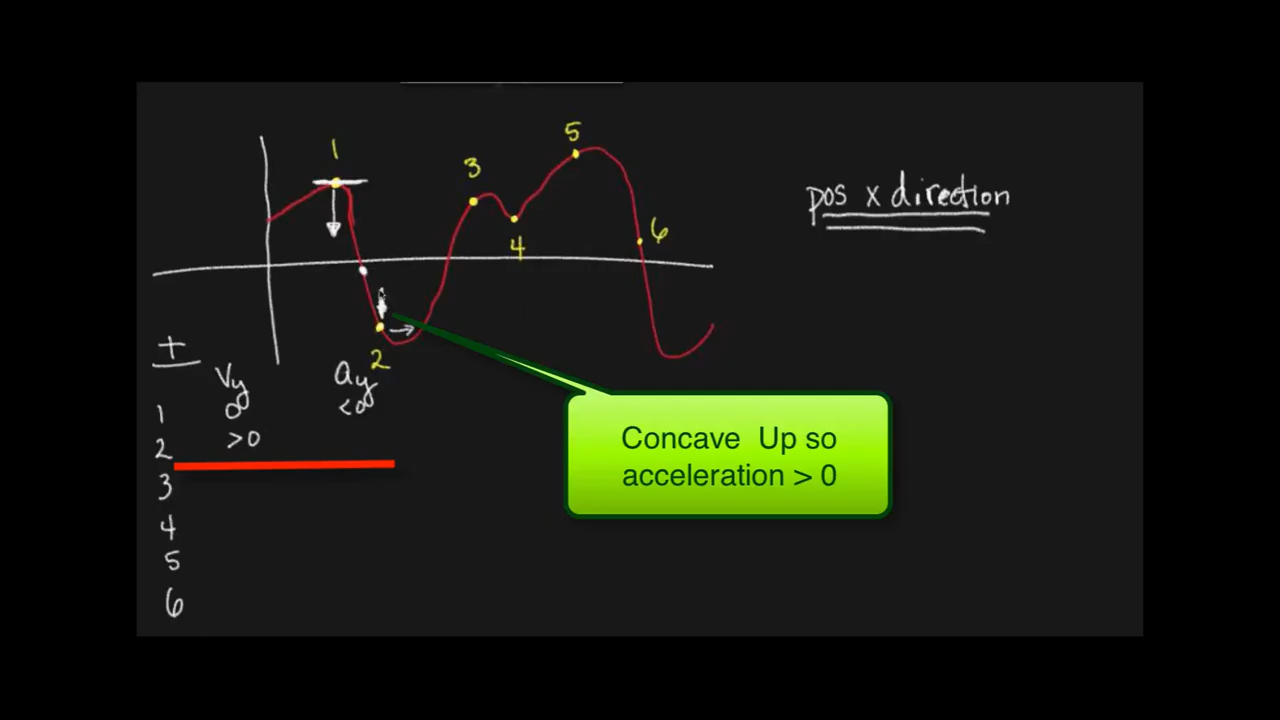 5
1
3
pos x direction
6
4
2
+
Vy ay
1 0 <0
2 >0
3
4
5
6
Concave Up so
acceleration > 0